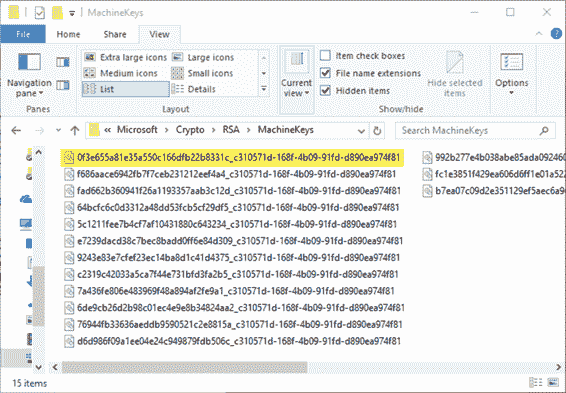 MachineKeys
File Home Share View
Navigation pane
Panes
Extra large icons Large icons
Medium icons Small icons
List Details
Layout
Current view
Item check boxes
File name extensions
Hidden items
Hide selected items
Show/hide
Options
« Microsoft > Crypto > RSA > MachineKeys
Search MachineKeys
0f3e655a81e35a550c166dfb22b8331c_c310571d-168f-4b09-91fd-d890ea974f81
f686aace6942fb7f7ceb231212eef4a4_c310571d-168f-4b09-91fd-d890ea974f81
fad662b360941f26a1193357aab3c12d_c310571d-168f-4b09-91fd-d890ea974f81
64bcfc6c0d3312a48dd53fcb5cf29df5_c310571d-168f-4b09-91fd-d890ea974f81
5c1211fee7b4cf7af10431880c643234_c310571d-168f-4b09-91fd-d890ea974f81
e7239dacd38c7bec8badd0ff6e84d309_c310571d-168f-4b09-91fd-d890ea974f81
9243e83e7cfef23ec14ba8d1c41d4375_c310571d-168f-4b09-91fd-d890ea974f81
c2319c42033a5ca7f44e731bfd3fa2b5_c310571d-168f-4b09-91fd-d890ea974f81
7a436fe806e483969f48a894af2fe9a1_c310571d-168f-4b09-91fd-d890ea974f81
6de9cb26d2b98c01ec4e9e8b34824aa2_c310571d-168f-4b09-91fd-d890ea974f81
76944fb33636aeddb9590521c2e8815a_c310571d-168f-4b09-91fd-d890ea974f81
d6d986f09a1ee04e24c949879fdb506c_c310571d-168f-4b09-91fd-d890ea974f81
992b277e4b038abe85ada092460
fc1e3851f429ea606d6ff1e01a522
b7ea07c09d2e351129ef5aec6a9
15 items